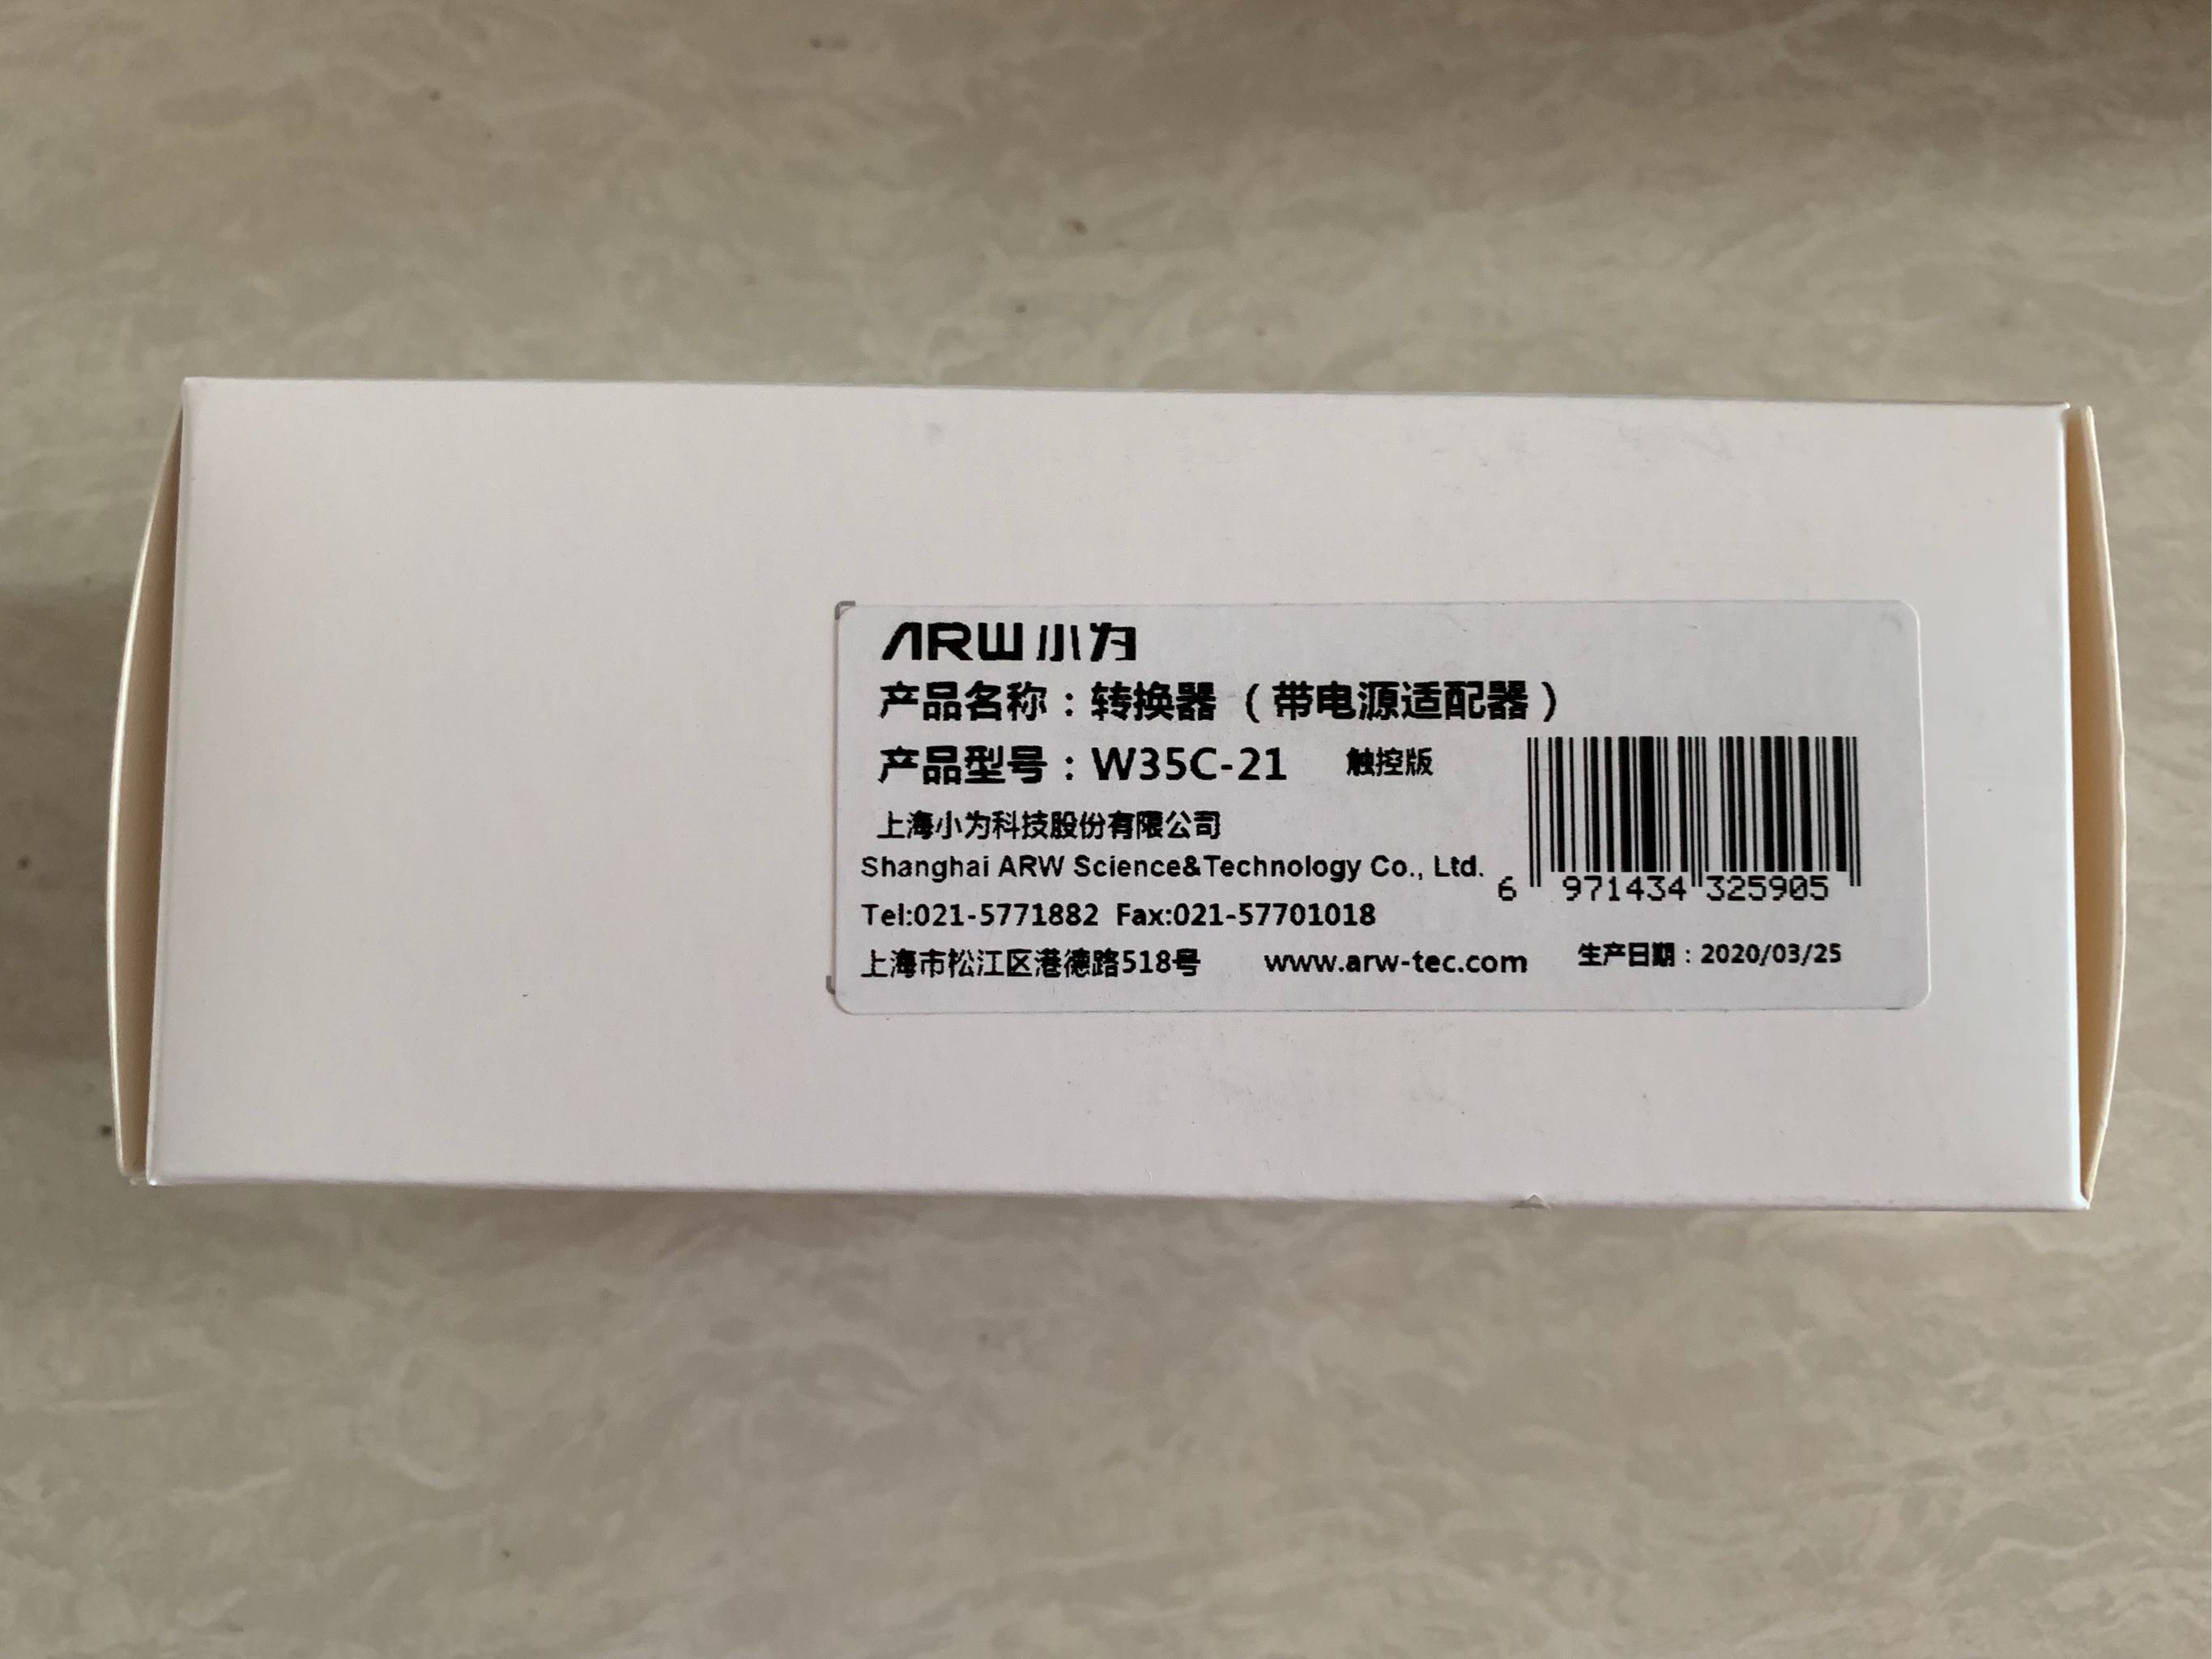 ARW小为
产品名称：转换器（带电源适配器）
产品型号：W35C-21 触控版
上海小为科技股份有限公司
Shanghai ARW Science&Technology Co., Ltd.
6 971434 325905
Tel:021-5771882 Fax:021-57701018
上海市松江区港德路518号 www.arw-tec.com 生产日期：2020/03/25